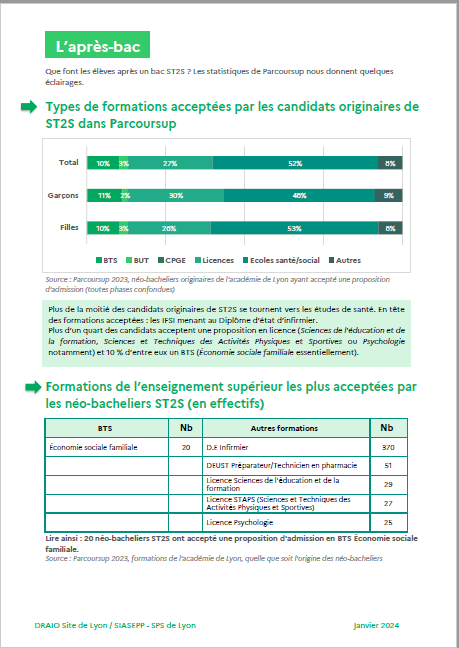 L'après-bac
Que font les élèves après un bac ST2S ? Les statistiques de Parcoursup nous donnent quelques
éclairages.
Types de formations acceptées par les candidats originaires de
ST2S dans Parcoursup
Total 10% 3% 27% 52% 8%
Garçons 11% 2% 30% 48% 9%
Filles 10% 3% 26% 53% 8%
BTS BUT CPGE Licences Ecoles santé/social Autres
Source : Parcoursup 2023, néo-bacheliers originaires de l'académie de Lyon ayant accepté une proposition
d'admission (toutes phases confondues)
Plus de la moitié des candidats originaires de ST2S se tournent vers les études de santé. En tête
des formations acceptées : les IFSI menant au Diplôme d'état d'infirmier.
Plus d'un quart des candidats acceptent une proposition en licence (Sciences de l'éducation et de
la formation, Sciences et Techniques des Activités Physiques et Sportives ou Psychologie
notamment) et 10 % d'entre eux un BTS (Économie sociale familiale essentiellement).
Formations de l'enseignement supérieur les plus acceptées par
les néo-bacheliers ST2S (en effectifs)
BTS Nb Autres formations Nb
Économie sociale familiale 20 D.E Infirmier 370
DEUST Préparateur/Technicien en pharmacie 51
Licence Sciences de l'éducation et de la
formation 29
Licence STAPS (Sciences et Techniques des
Activités Physiques et Sportives) 27
Licence Psychologie 25
Lire ainsi : 20 néo-bacheliers ST2S ont accepté une proposition d'admission en BTS Économie sociale
familiale.
Source : Parcoursup 2023, formations de l'académie de Lyon, quelle que soit l'origine des néo-bacheliers
DRAIO Site de Lyon / SIASEPP - SPS de Lyon Janvier 2024